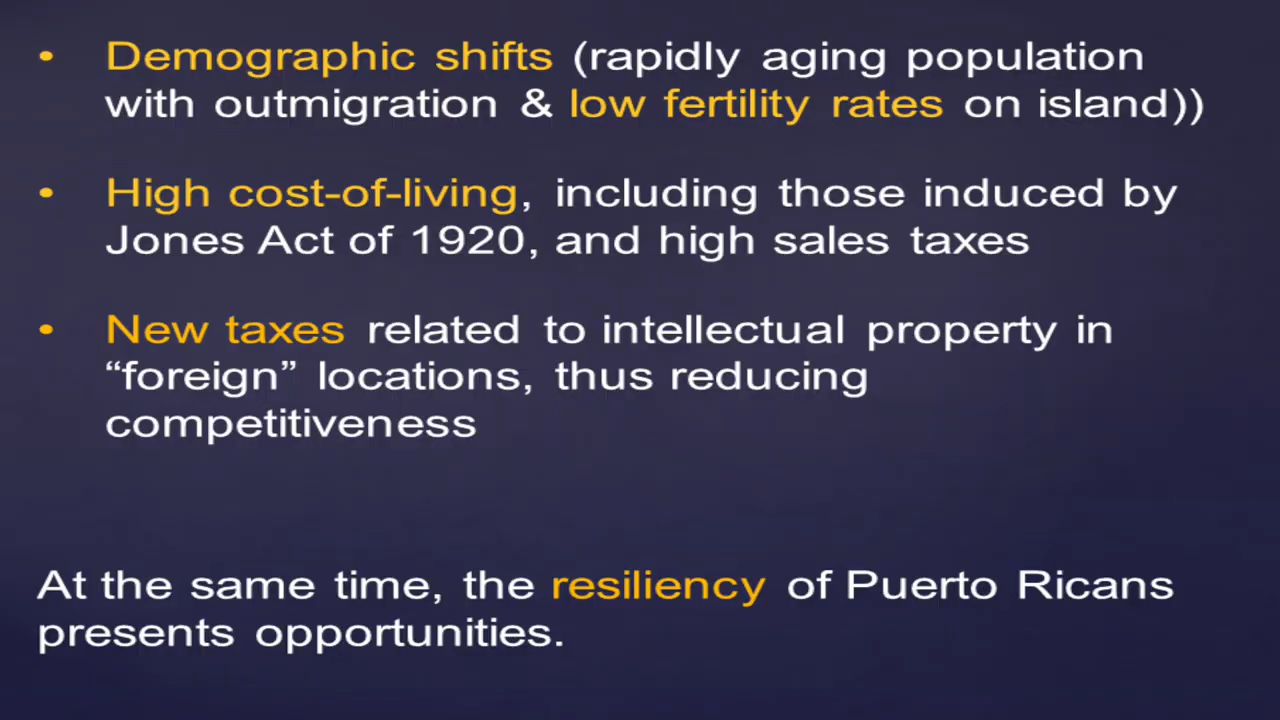 • Demographic shifts (rapidly aging population
with outmigration & low fertility rates on island))
• High cost-of-living, including those induced by
Jones Act of 1920, and high sales taxes
• New taxes related to intellectual property in
“foreign” locations, thus reducing
competitiveness
At the same time, the resiliency of Puerto Ricans
presents opportunities.